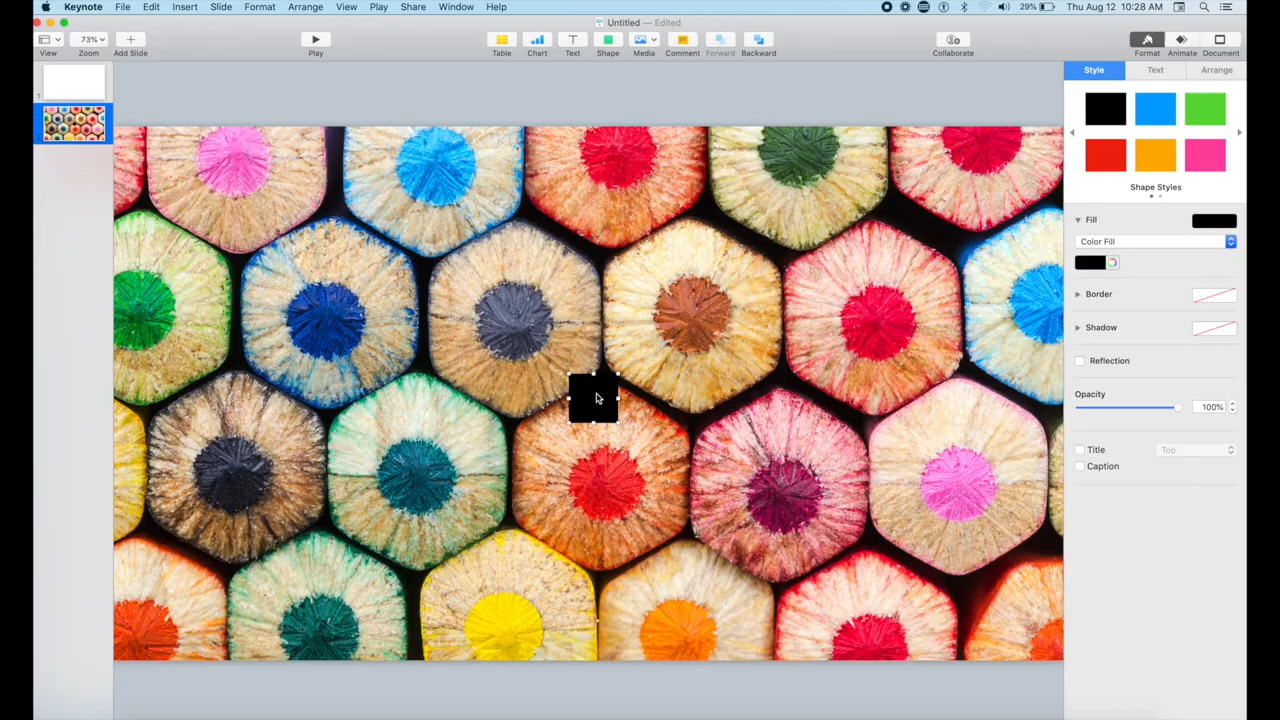 Keynote File Edit Insert Slide Format Arrange View Play Share Window Help 29% Thu Aug 12 10:28 AM
Untitled — Edited
73%
View Zoom Add Slide Play Table Chart Text Shape Media Comment Forward Backward Collaborate Format Animate Document
Style Text Arrange
1
Shape Styles
Fill
Color Fill
Border
Shadow
Reflection
Opacity
100%
Title Top
Caption